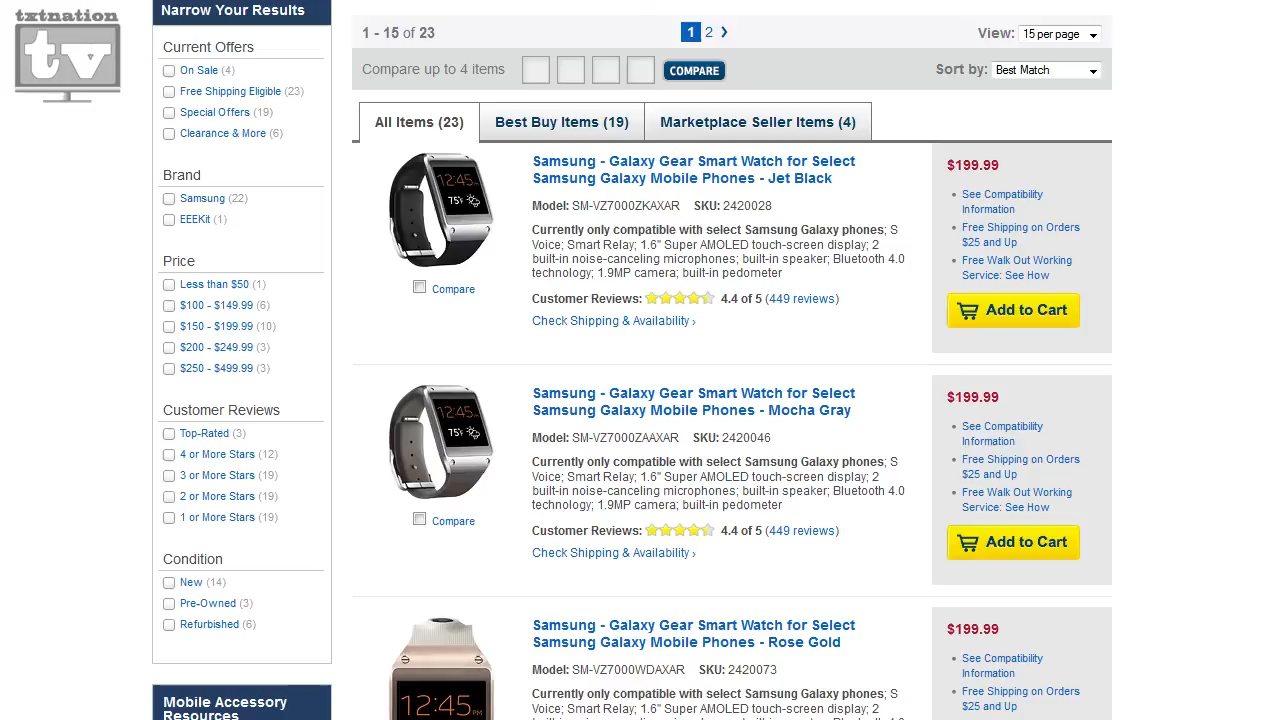 txtnation
tv
Narrow Your Results
Current Offers
On Sale (4)
Free Shipping Eligible (23)
Special Offers (19)
Clearance & More (6)
Brand
Samsung (22)
EEEKit (1)
Price
Less than $50 (1)
$100 - $149.99 (6)
$150 - $199.99 (10)
$200 - $249.99 (3)
$250 - $499.99 (3)
Customer Reviews
Top-Rated (3)
4 or More Stars (12)
3 or More Stars (19)
2 or More Stars (19)
1 or More Stars (19)
Condition
New (14)
Pre-Owned (3)
Refurbished (6)
Mobile Accessory
Resources
1 - 15 of 23
1 2
View: 15 per page
Compare up to 4 items
COMPARE
Sort by: Best Match
All Items (23)
Best Buy Items (19)
Marketplace Seller Items (4)
12:45 PM
75°F
Compare
Samsung - Galaxy Gear Smart Watch for Select
Samsung Galaxy Mobile Phones - Jet Black
Model: SM-VZ7000ZKAXAR SKU: 2420028
Currently only compatible with select Samsung Galaxy phones; S
Voice; Smart Relay; 1.6" Super AMOLED touch-screen display; 2
built-in noise-canceling microphones; built-in speaker; Bluetooth 4.0
technology; 1.9MP camera; built-in pedometer
Customer Reviews: 4.4 of 5 (449 reviews)
Check Shipping & Availability ›
$199.99
• See Compatibility
Information
• Free Shipping on Orders
$25 and Up
• Free Walk Out Working
Service: See How
Add to Cart
12:45 PM
75°F
Compare
Samsung - Galaxy Gear Smart Watch for Select
Samsung Galaxy Mobile Phones - Mocha Gray
Model: SM-VZ7000ZAAXAR SKU: 2420046
Currently only compatible with select Samsung Galaxy phones; S
Voice; Smart Relay; 1.6" Super AMOLED touch-screen display; 2
built-in noise-canceling microphones; built-in speaker; Bluetooth 4.0
technology; 1.9MP camera; built-in pedometer
Customer Reviews: 4.4 of 5 (449 reviews)
Check Shipping & Availability ›
$199.99
• See Compatibility
Information
• Free Shipping on Orders
$25 and Up
• Free Walk Out Working
Service: See How
Add to Cart
12:45 PM
Samsung - Galaxy Gear Smart Watch for Select
Samsung Galaxy Mobile Phones - Rose Gold
Model: SM-VZ7000WDAXAR SKU: 2420073
Currently only compatible with select Samsung Galaxy phones; S
$199.99
• See Compatibility
Information
• Free Shipping on Orders
$25 and Up